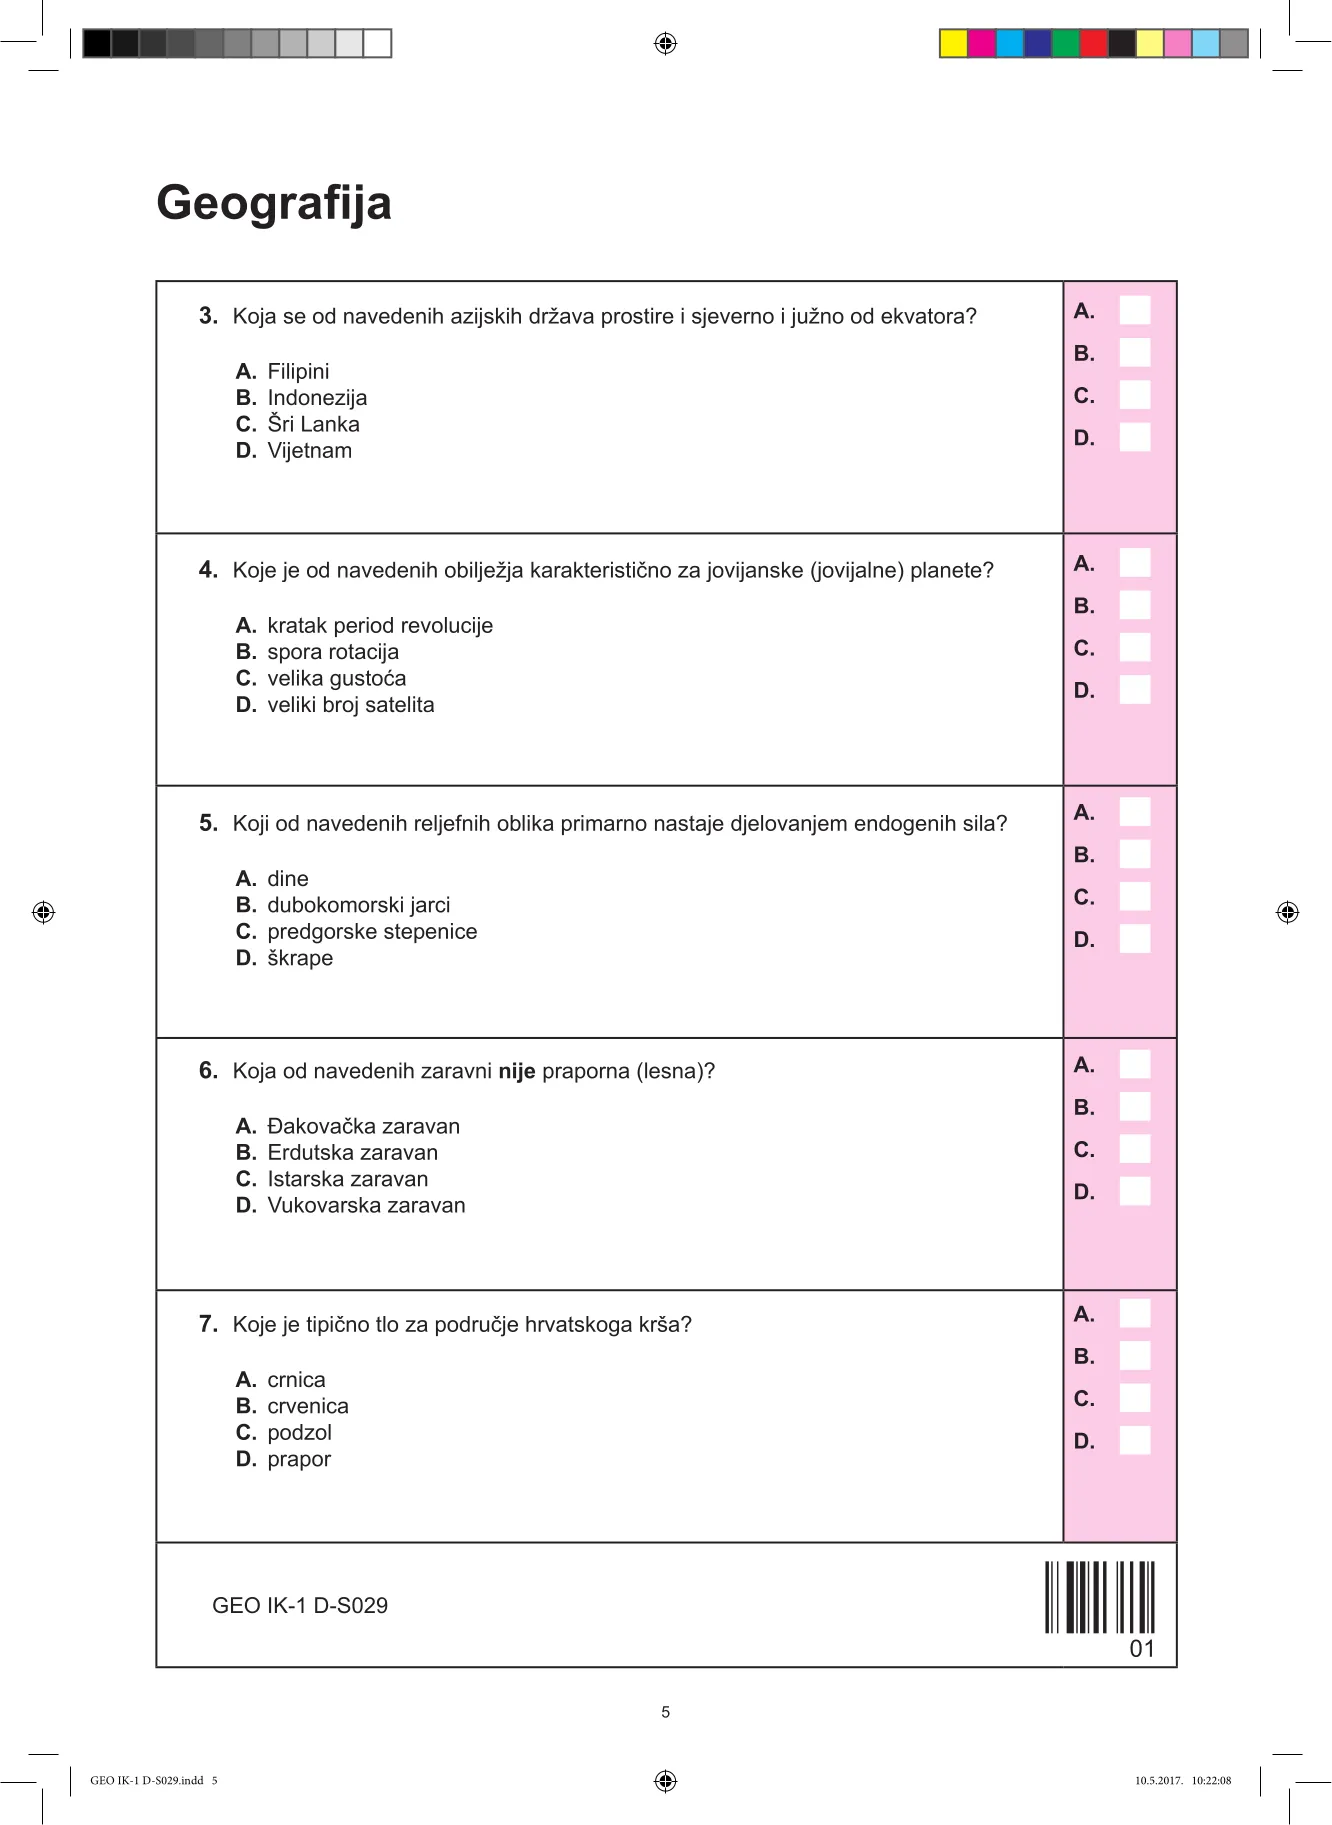 Geografija
3. Koja se od navedenih azijskih država prostire i sjeverno i južno od ekvatora?
A. Filipini
B. Indonezija
C. Šri Lanka
D. Vijetnam
A.
B.
C.
D.
4. Koje je od navedenih obilježja karakteristično za jovijanske (jovijalne) planete?
A. kratak period revolucije
B. spora rotacija
C. velika gustoća
D. veliki broj satelita
A.
B.
C.
D.
5. Koji od navedenih reljefnih oblika primarno nastaje djelovanjem endogenih sila?
A. dine
B. dubokomorski jarci
C. predgorske stepenice
D. škrape
A.
B.
C.
D.
6. Koja od navedenih zaravni nije praporna (lesna)?
A. Đakovačka zaravan
B. Erdutska zaravan
C. Istarska zaravan
D. Vukovarska zaravan
A.
B.
C.
D.
7. Koje je tipično tlo za područje hrvatskoga krša?
A. crnica
B. crvenica
C. podzol
D. prapor
A.
B.
C.
D.
GEO IK-1 D-S029
01
5
GEO IK-1 D-S029.indd 5
10.5.2017. 10:22:08